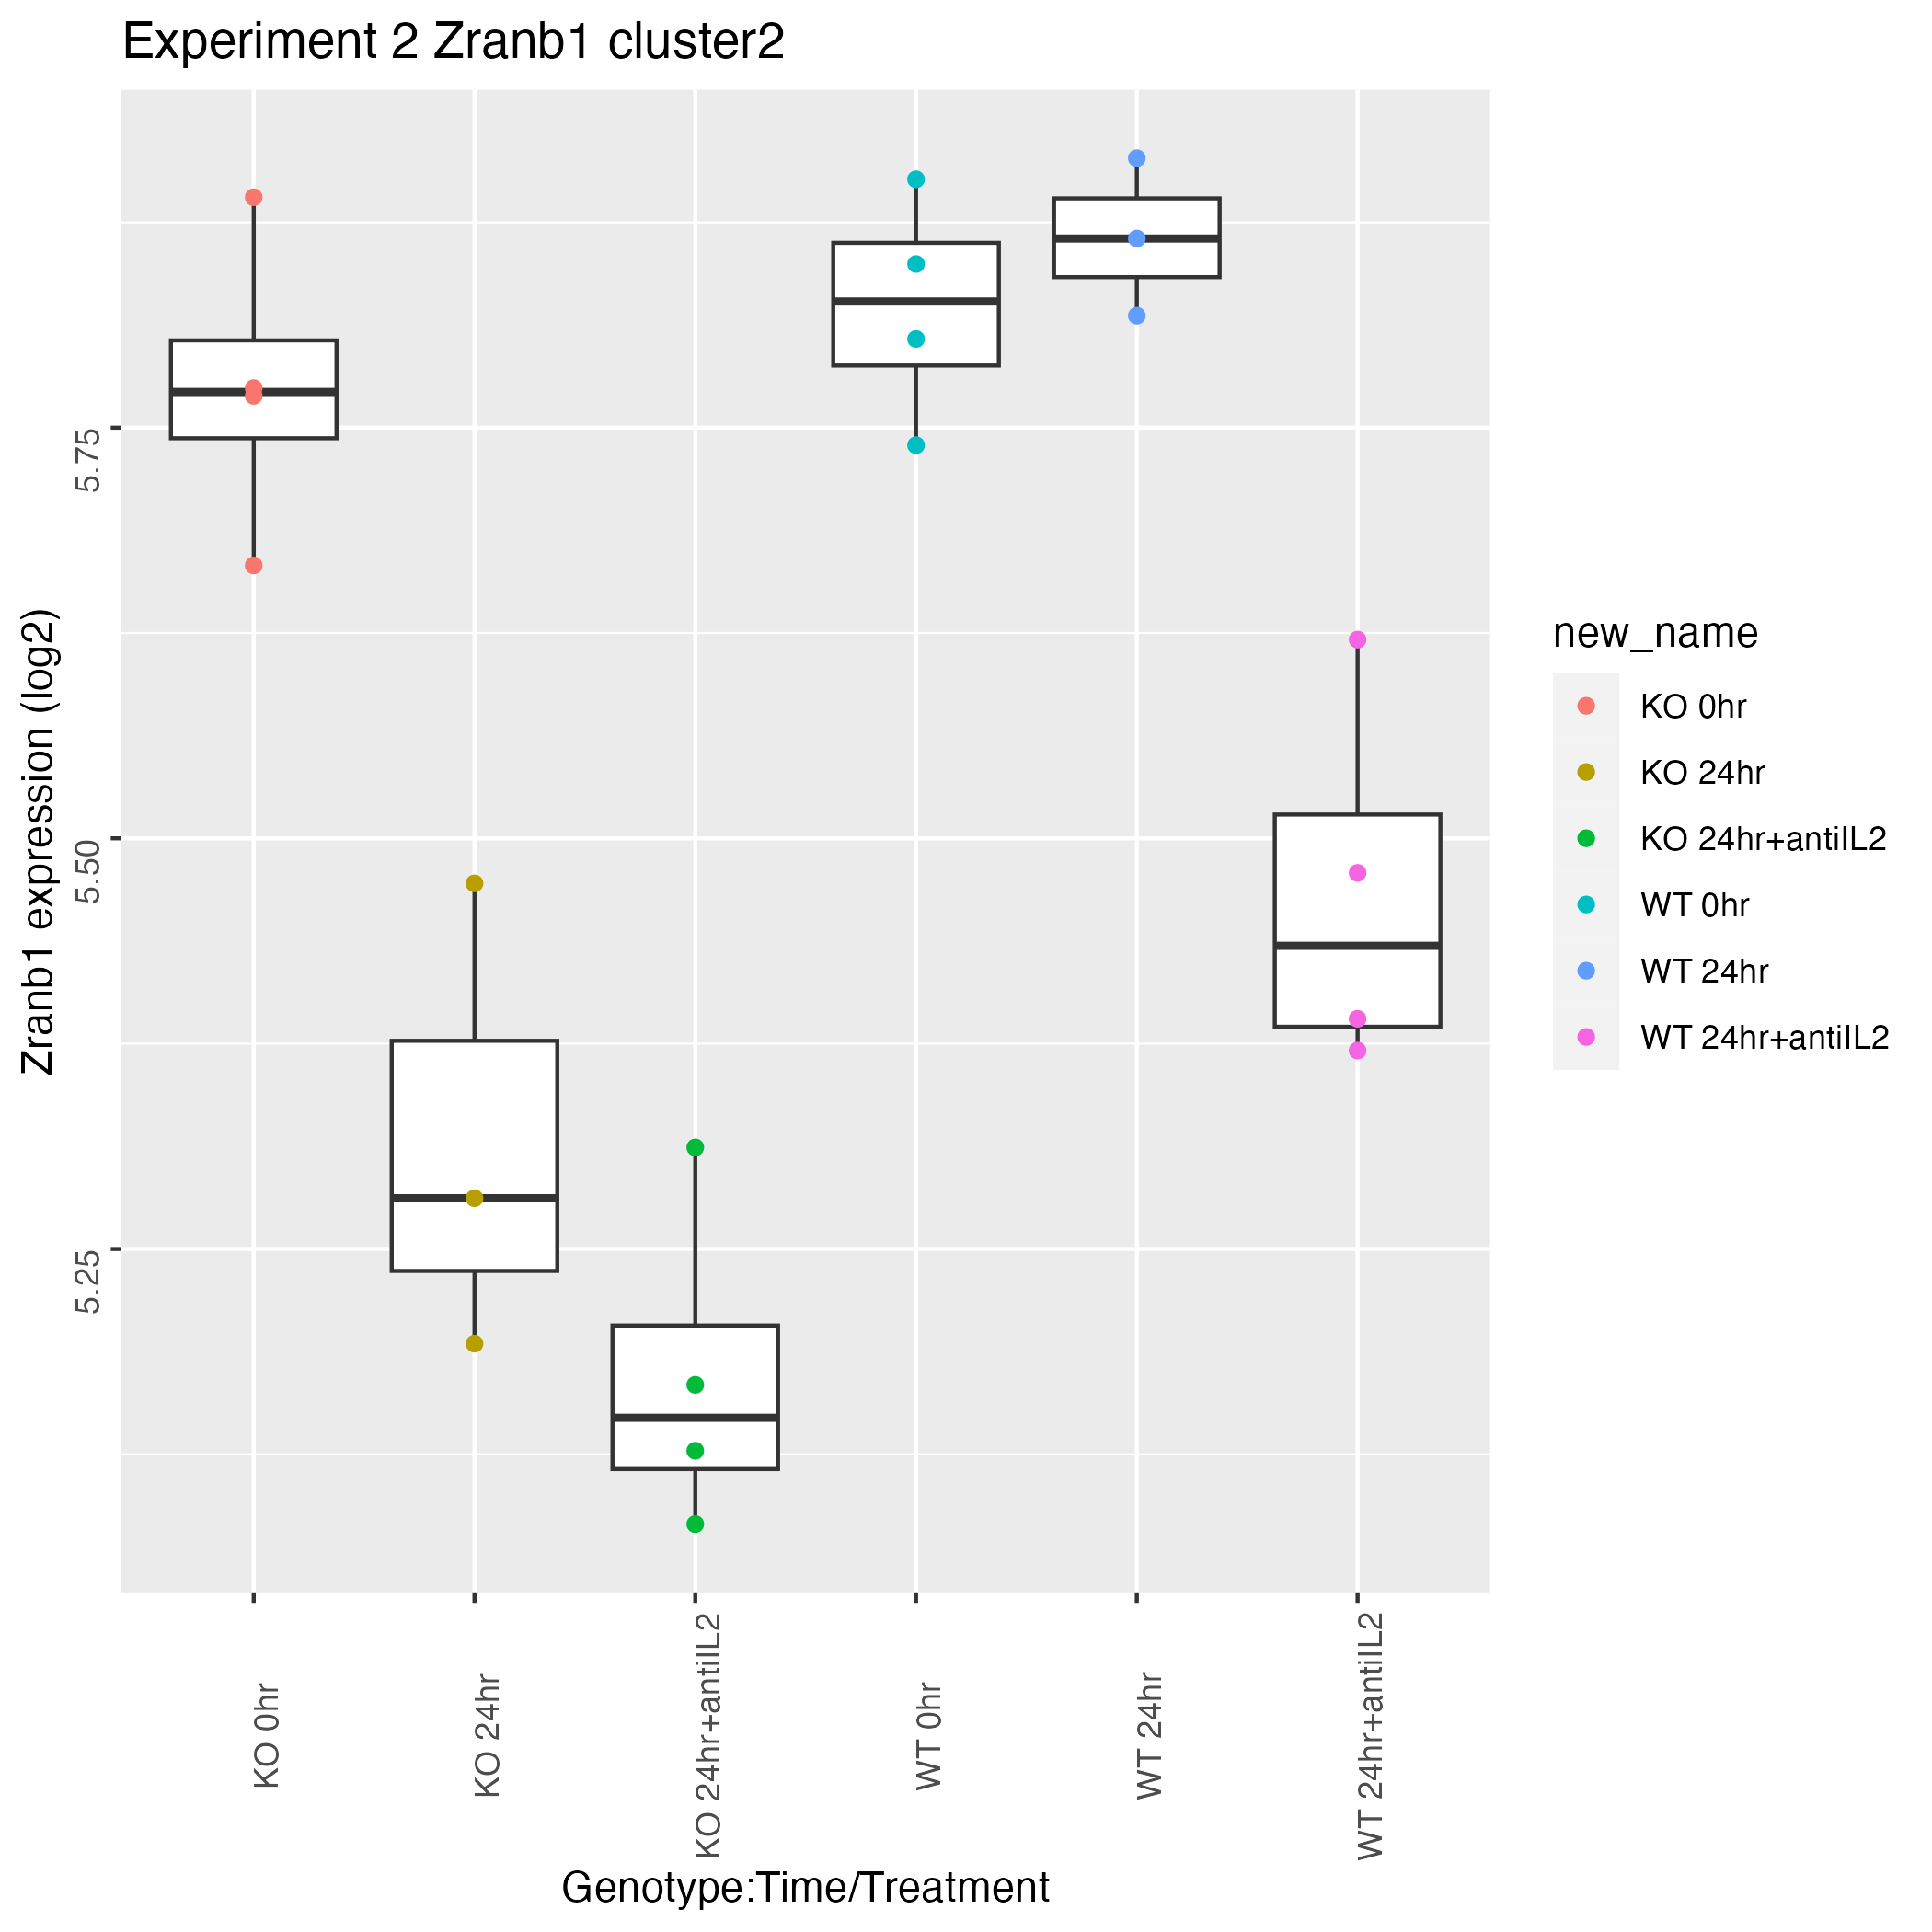 Experiment 2 Zranb1 cluster2
Zranb1 expression (log2)
5.75
5.50
5.25
KO 0hr
KO 24hr
KO 24hr+antiIL2
WT 0hr
WT 24hr
WT 24hr+antiIL2
Genotype:Time/Treatment
new_name
KO 0hr
KO 24hr
KO 24hr+antiIL2
WT 0hr
WT 24hr
WT 24hr+antiIL2